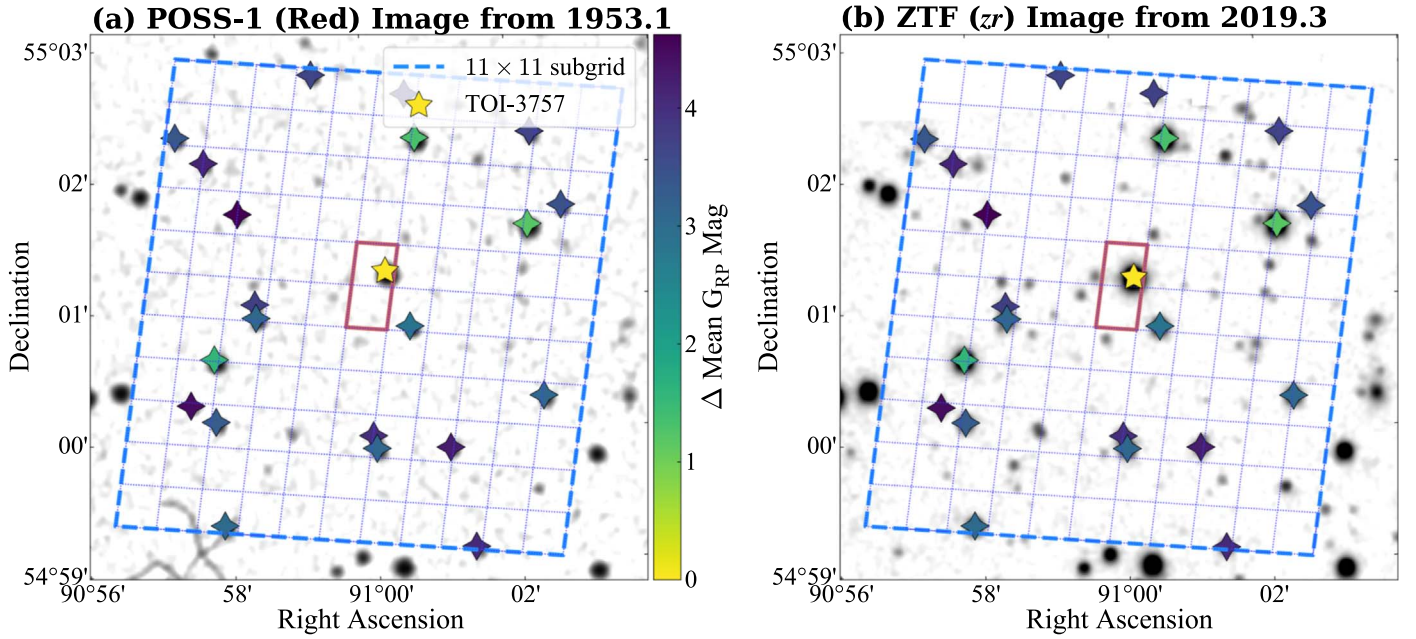 (a) POSS-1 (Red) Image from 1953.1
(b) ZTF (zr) Image from 2019.3
11 × 11 subgrid
TOI-3757
55°03'
02'
01'
00'
54°59'
Declination
90°56'
58'
91°00'
02'
Right Ascension
4
3
2
1
0
Δ Mean G_RP Mag
55°03'
02'
01'
00'
54°59'
Declination
90°56'
58'
91°00'
02'
Right Ascension